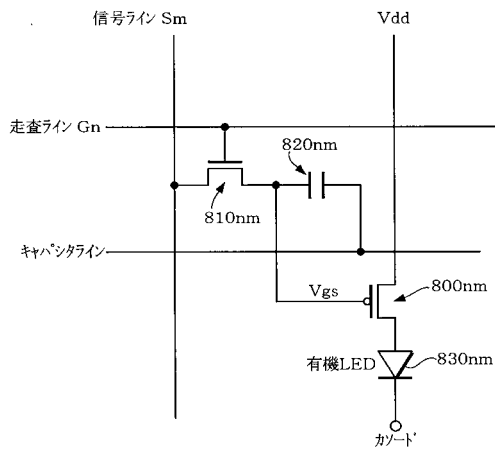 信号ライン Sm
Vdd
走査ライン Gn
820nm
810nm
キャパシタライン
Vgs
800nm
有機LED
830nm
カソード